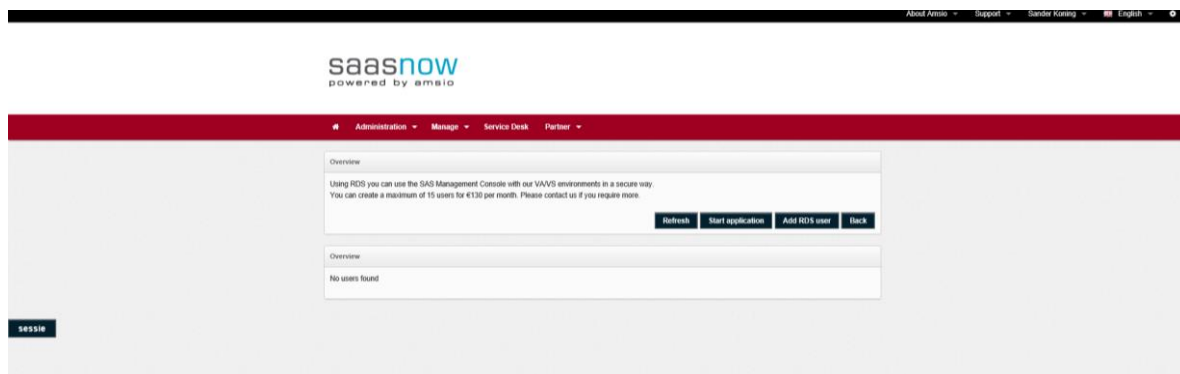 About Amsio Support Sander Koning English
saasnow
powered by amsio
Administration Manage Service Desk Partner
Overview
Using RDS you can use the SAS Management Console with our VA/VS environments in a secure way.
You can create a maximum of 15 users for €130 per month. Please contact us if you require more.
Refresh Start application Add RDS user Back
Overview
No users found
sessie